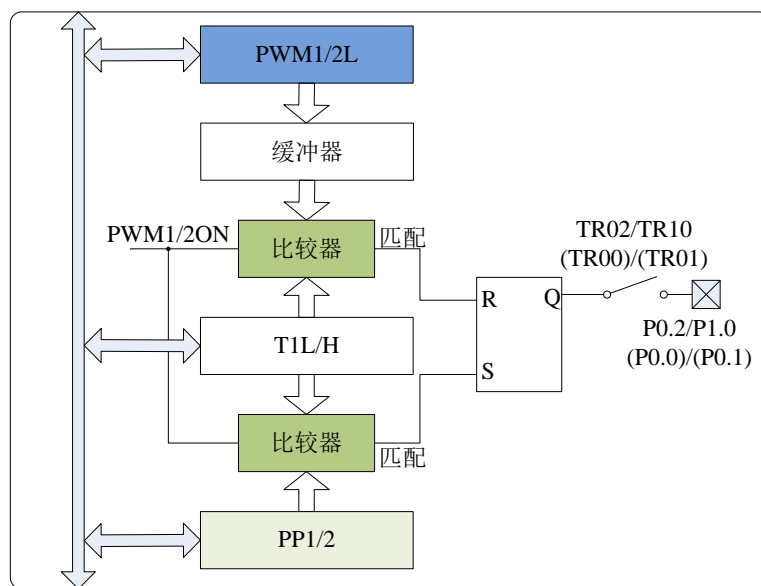 PWM1/2L
缓冲器
PWM1/2ON
比较器
匹配
TR02/TR10
(TR00)/(TR01)
R
Q
P0.2/P1.0
(P0.0)/(P0.1)
T1L/H
S
比较器
匹配
PP1/2